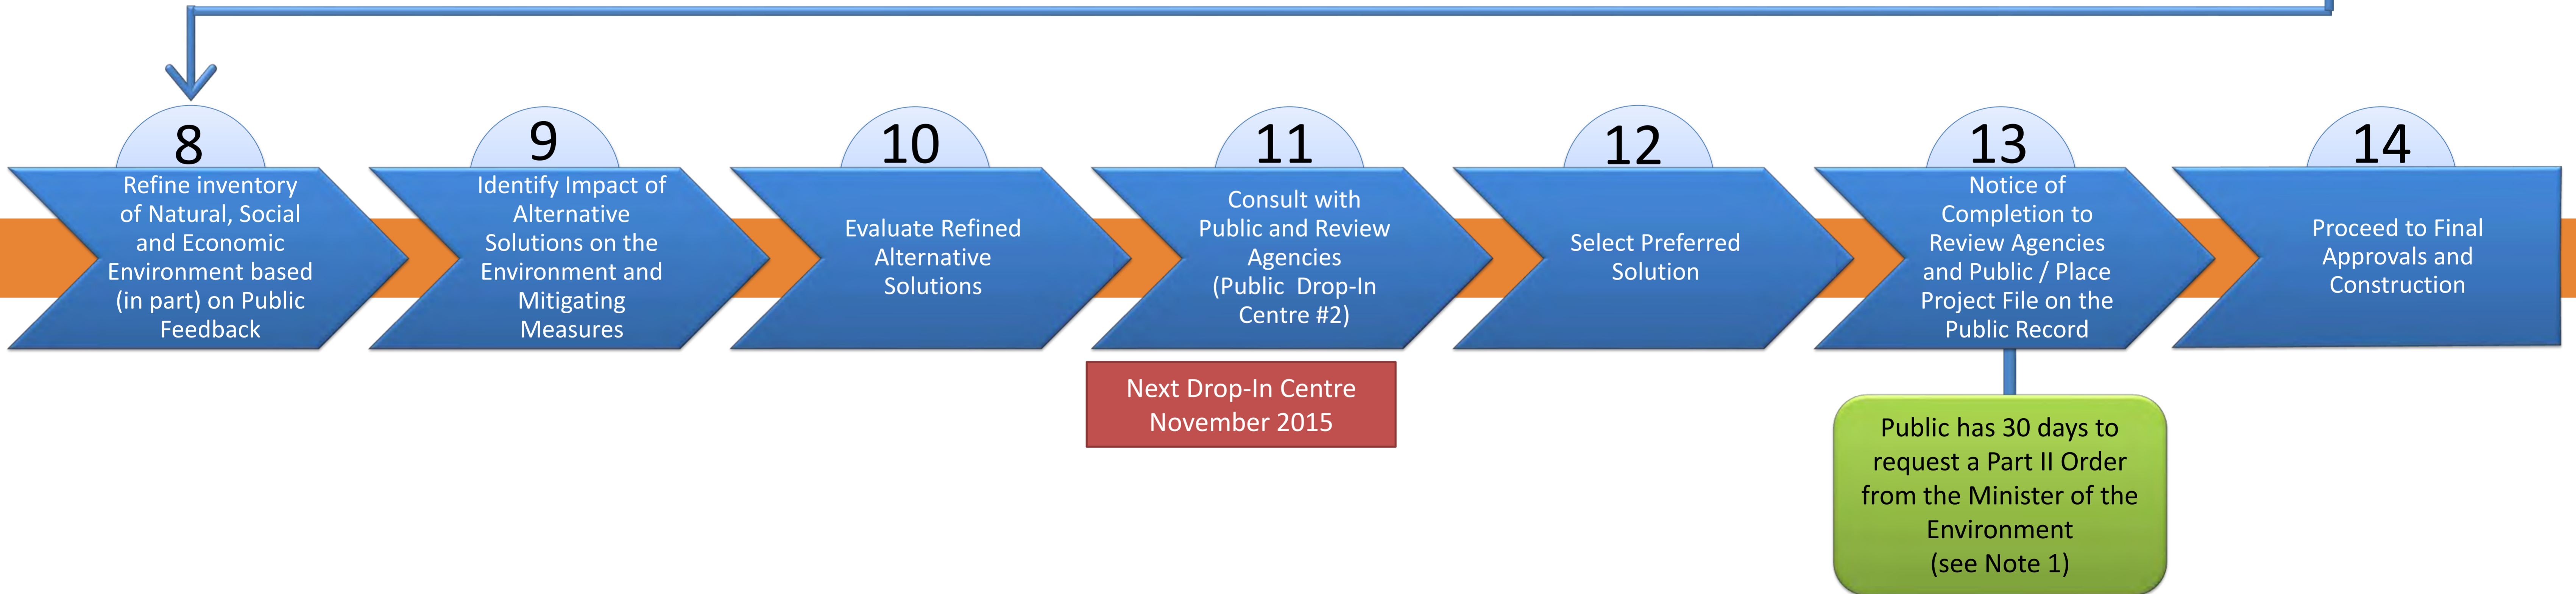 8
Refine inventory
of Natural, Social
and Economic
Environment based
(in part) on Public
Feedback
9
Identify Impact of
Alternative
Solutions on the
Environment and
Mitigating
Measures
10
Evaluate Refined
Alternative
Solutions
11
Consult with
Public and Review
Agencies
(Public Drop-In
Centre #2)
Next Drop-In Centre
November 2015
12
Select Preferred
Solution
13
Notice of
Completion to
Review Agencies
and Public / Place
Project File on the
Public Record
Public has 30 days to
request a Part II Order
from the Minister of the
Environment
(see Note 1)
14
Proceed to Final
Approvals and
Construction